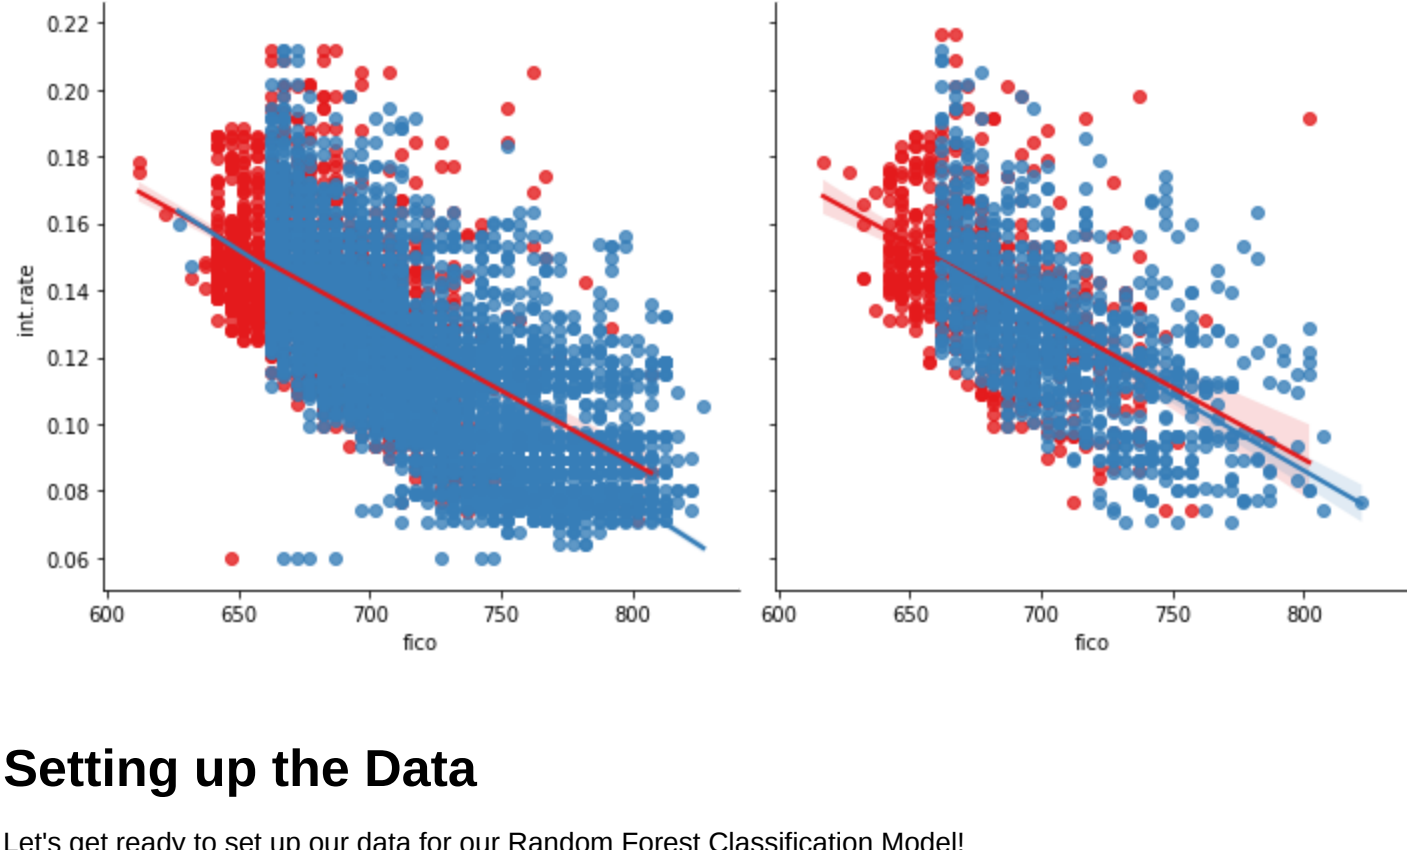 0.22
0.20
0.18
0.16
0.14
0.12
0.10
0.08
0.06
int.rate
600 650 700 750 800
fico
600 650 700 750 800
fico
Setting up the Data
Let's get ready to set up our data for our Random Forest Classification Model!